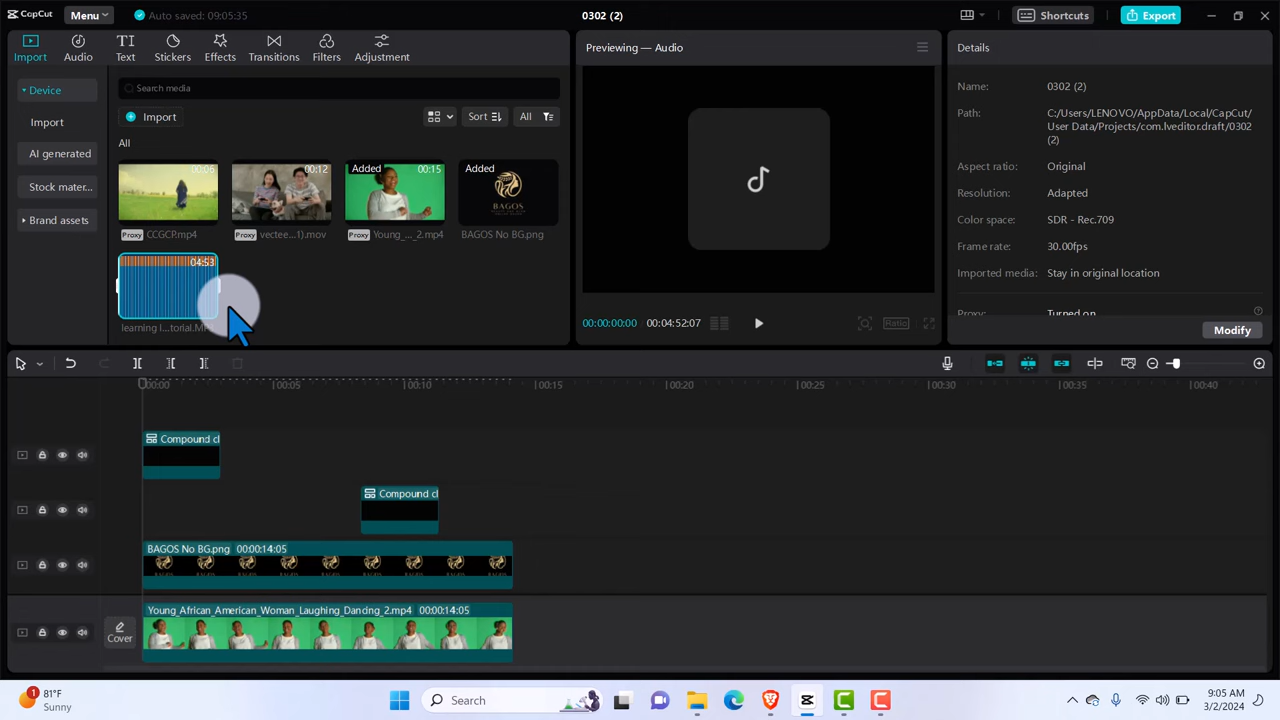 CapCut
Menu
Auto saved: 09:05:35
0302 (2)
Shortcuts
Export
Import
Audio
Text
Stickers
Effects
Transitions
Filters
Adjustment
Device
Import
AI generated
Stock mater...
Brand assets
Search media
Import
Sort
All
All
00:06
00:12
Added
00:15
Added
BAGOS
Proxy CCGCP.mp4
Proxy vectee...1).mov
Proxy Young_..._2.mp4
BAGOS No BG.png
04:53
learning l...torial.MP4
Previewing — Audio
00:00:00:00
00:04:52:07
Ratio
Details
Name:
0302 (2)
Path:
C:/Users/LENOVO/AppData/Local/CapCut/
User Data/Projects/com.lveditor.draft/0302
(2)
Aspect ratio:
Original
Resolution:
Adapted
Color space:
SDR - Rec.709
Frame rate:
30.00fps
Imported media:
Stay in original location
Proxy:
Turned on
Modify
00:00
00:05
00:10
00:15
00:20
00:25
00:30
00:35
00:40
Compound cl
Compound cl
BAGOS No BG.png 00:00:14:05
Cover
Young_African_American_Woman_Laughing_Dancing_2.mp4 00:00:14:05
1
81°F
Sunny
Search
9:05 AM
3/2/2024